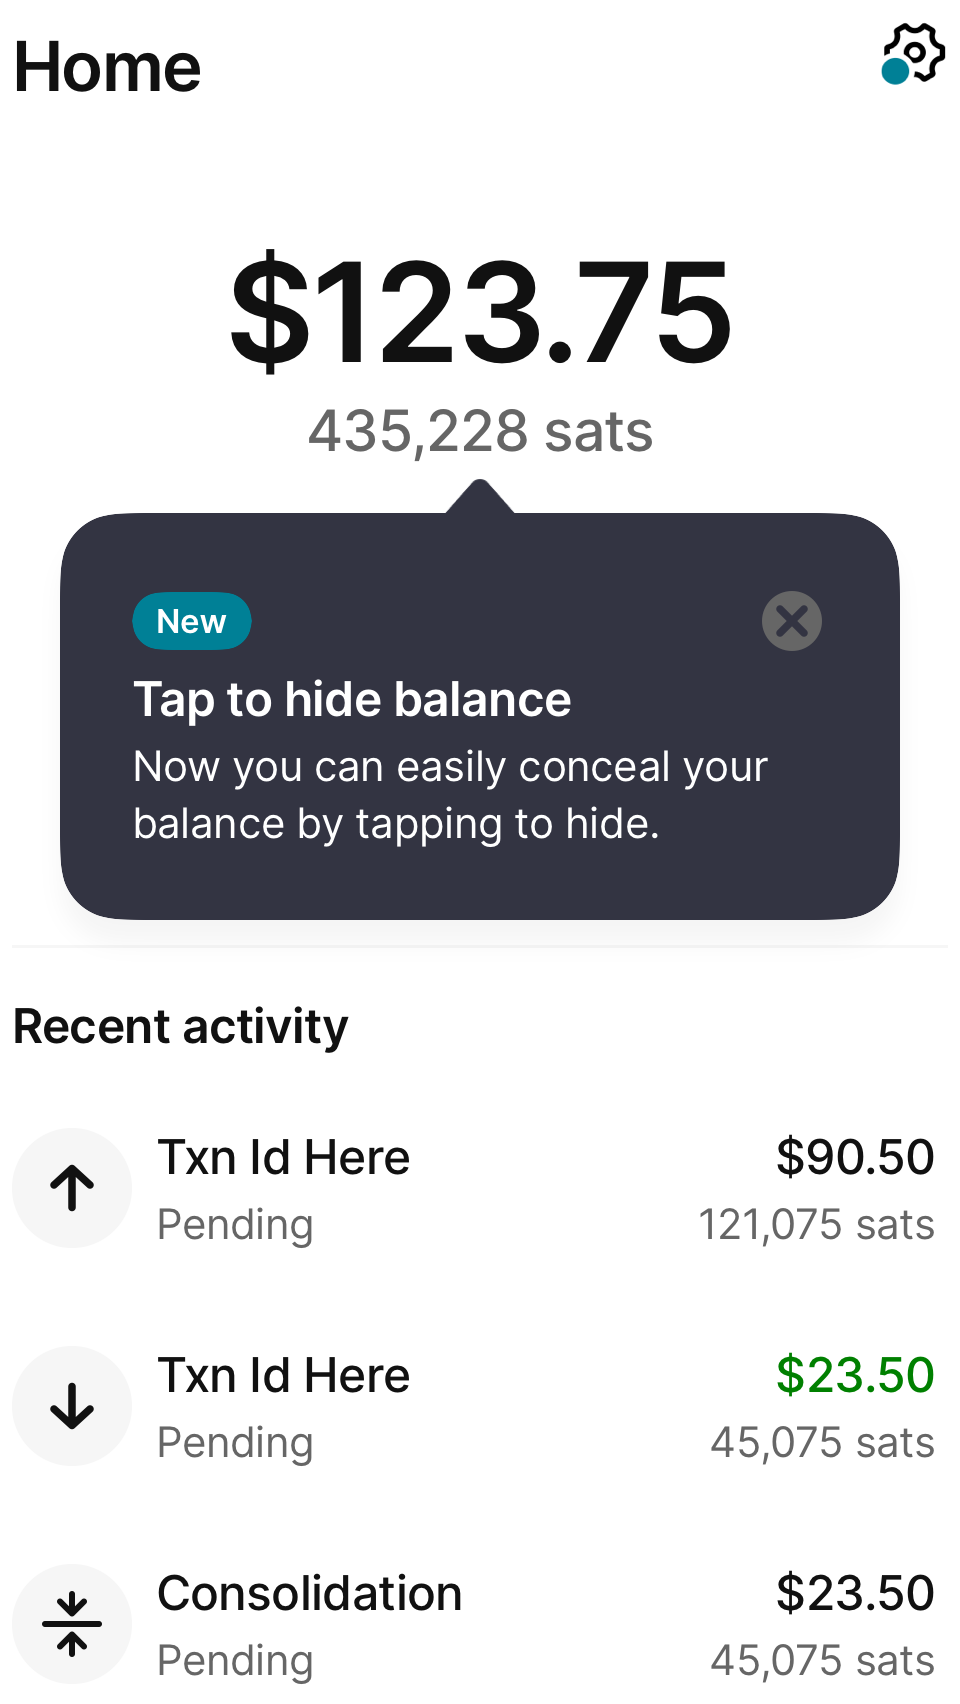 Home
$123.75
435,228 sats
New
Tap to hide balance
Now you can easily conceal your
balance by tapping to hide.
Recent activity
Txn Id Here
$90.50
Pending
121,075 sats
Txn Id Here
$23.50
Pending
45,075 sats
Consolidation
$23.50
Pending
45,075 sats